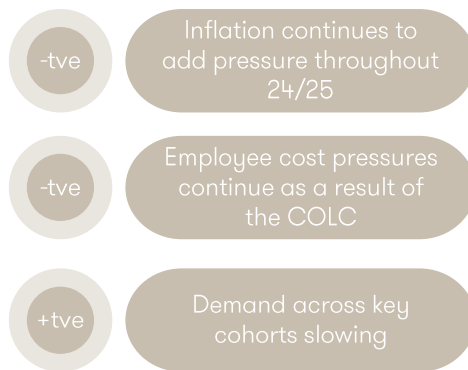 -tve
Inflation continues to
add pressure throughout
24/25
-tve
Employee cost pressures
continue as a result of
the COLC
+tve
Demand across key
cohorts slowing